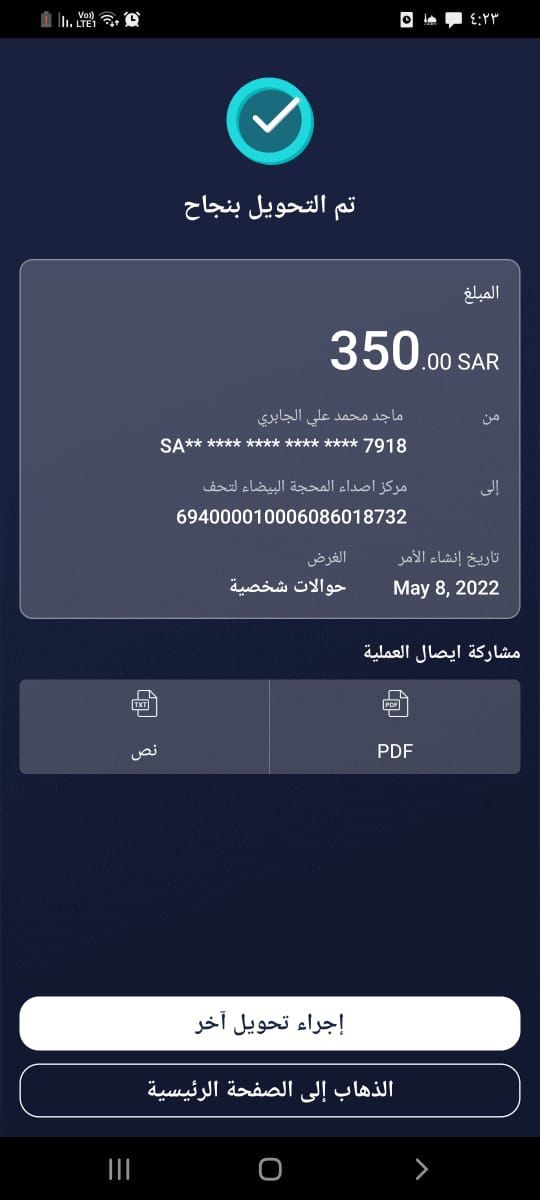 Vo)) LTE1
٤:٢٣
تم التحويل بنجاح
المبلغ
350.00 SAR
من ماجد محمد علي الجابري
SA** **** **** **** **** 7918
إلى مركز اصداء المحجة البيضاء لتحف
694000010006086018732
تاريخ إنشاء الأمر الغرض
May 8, 2022 حوالات شخصية
مشاركة ايصال العملية
PDF TXT
PDF نص
إجراء تحويل آخر
الذهاب إلى الصفحة الرئيسية